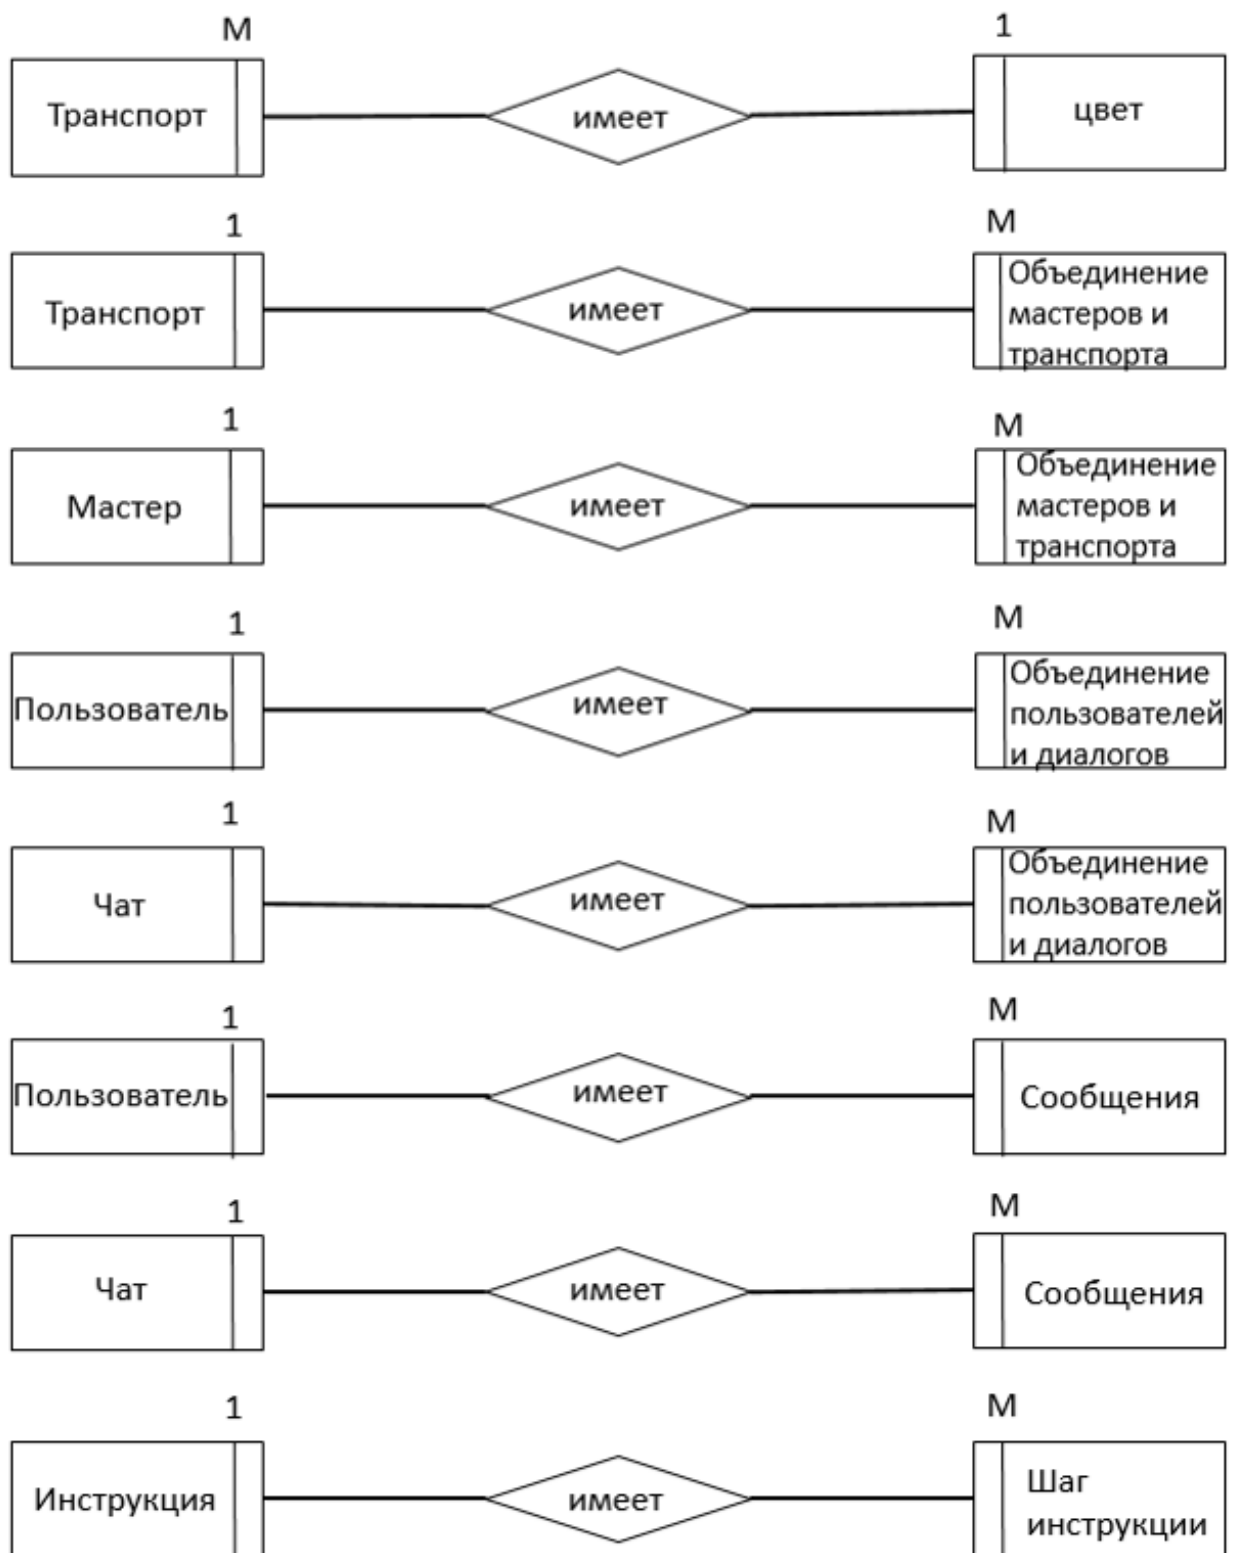 М 1
Транспорт имеет цвет
1 М
Транспорт имеет Объединение
мастеров и
транспорта
1 М
Мастер имеет Объединение
мастеров и
транспорта
1 М
Пользователь имеет Объединение
пользователей
и диалогов
1 М
Чат имеет Объединение
пользователей
и диалогов
1 М
Пользователь имеет Сообщения
1 М
Чат имеет Сообщения
1 М
Инструкция имеет Шаг
инструкции